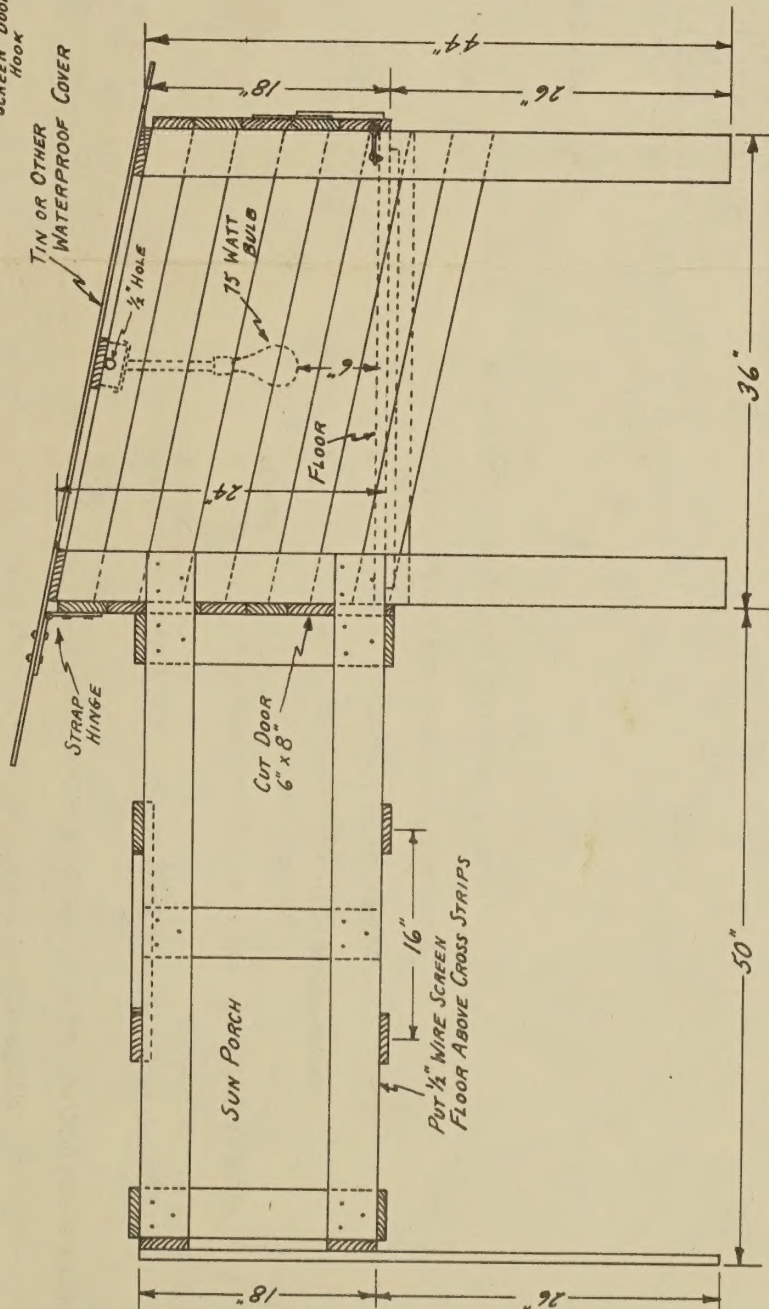 SCREEN DOOR
HOOK
TIN OR OTHER
WATERPROOF COVER
½" HOLE
75 WATT
BULB
6"
FLOOR
24"
18"
44"
26"
STRAP
HINGE
CUT DOOR
6" x 8"
SUN PORCH
16"
PUT ½" WIRE SCREEN
FLOOR ABOVE CROSS STRIPS
18"
26"
50"
36"